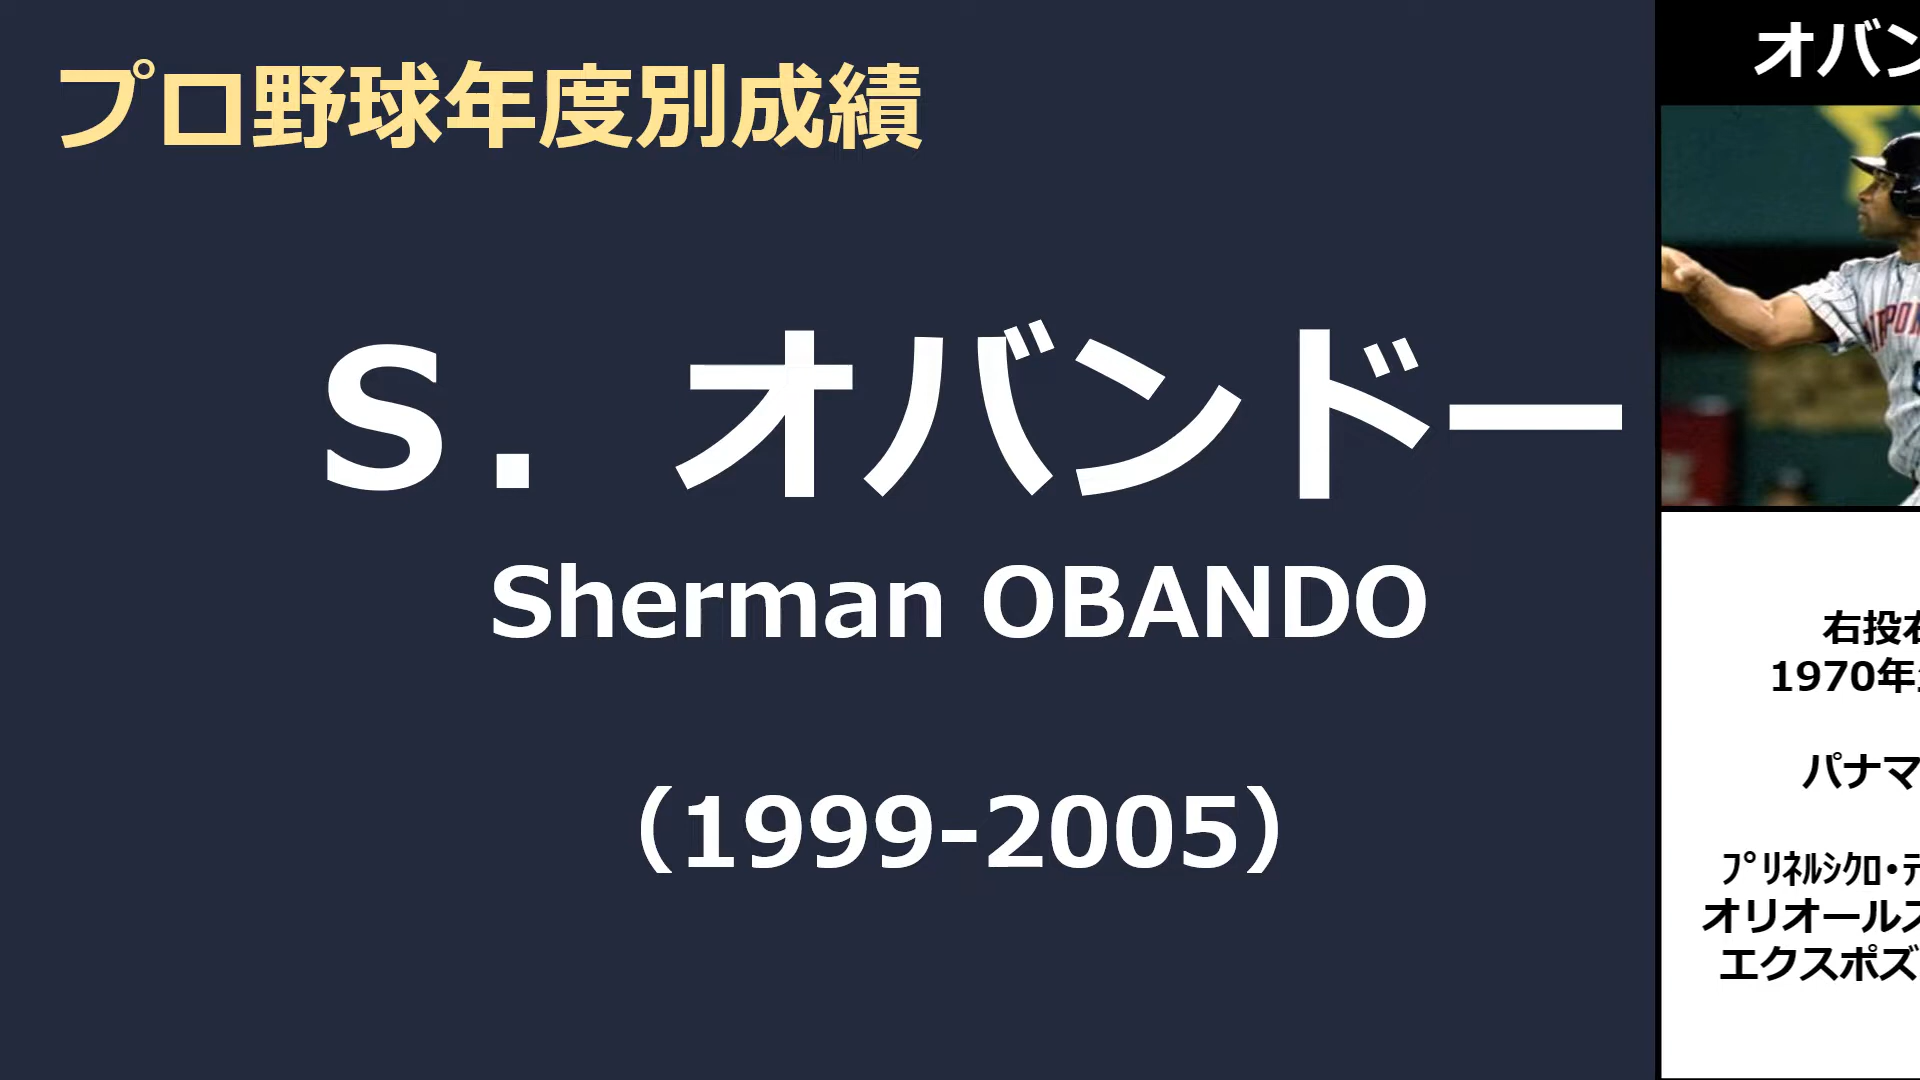 プロ野球年度別成績
S．オバンドー
Sherman OBANDO
（1999-2005）
オバン
右投右
1970年
パナマ
ﾌﾟﾘﾈﾙｼｸﾛ・ﾃ
オリオールズ
エクスポズ